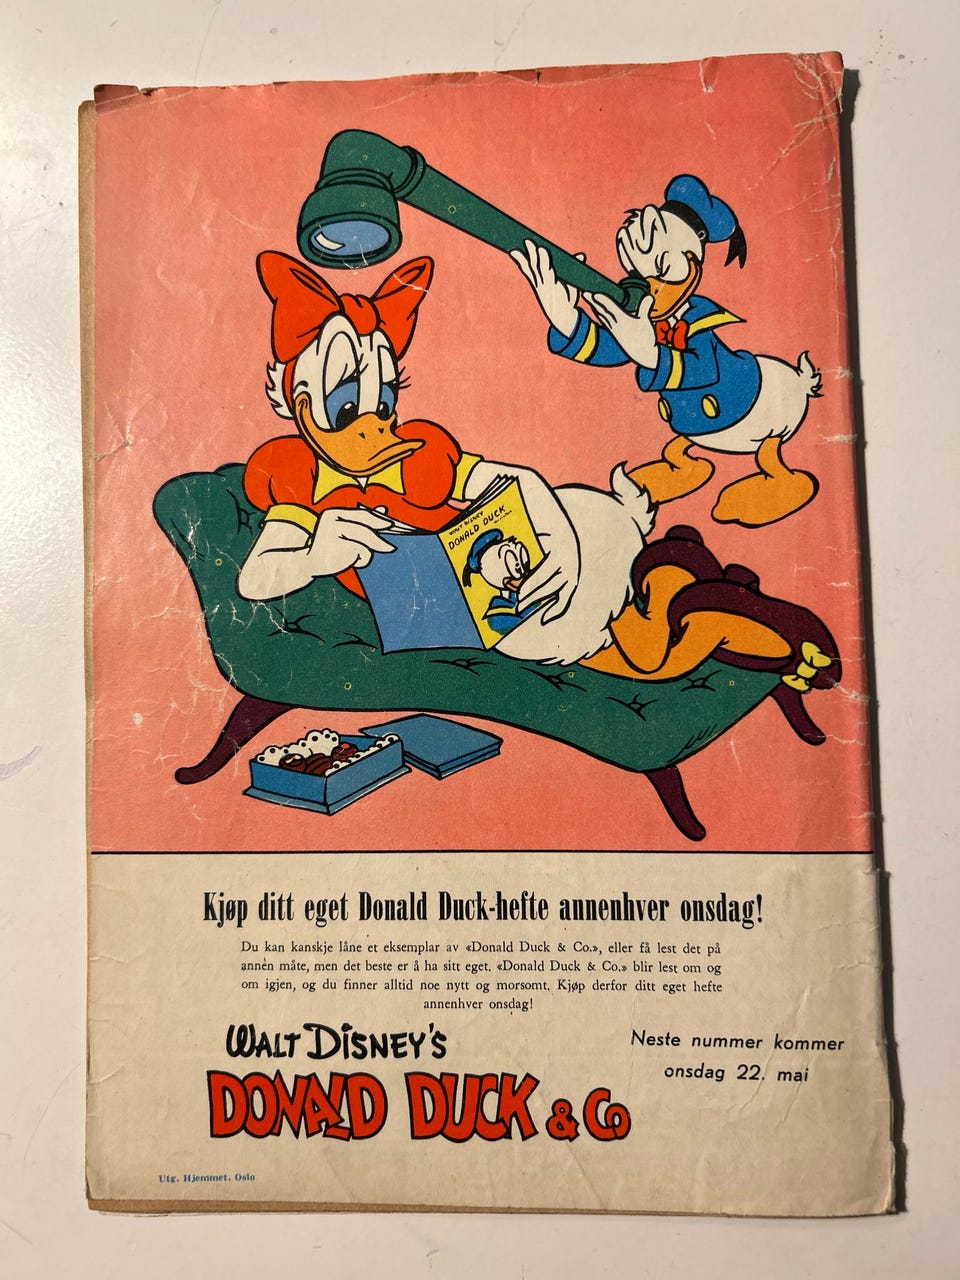 WALT DISNEY
DONALD DUCK
Kjøp ditt eget Donald Duck-hefte annenhver onsdag!
Du kan kanskje låne et eksemplar av «Donald Duck & Co.», eller få lest det på
annen måte, men det beste er å ha sitt eget. «Donald Duck & Co.» blir lest om og
om igjen, og du finner alltid noe nytt og morsomt. Kjøp derfor ditt eget hefte
annenhver onsdag!
WALT DISNEY'S
DONALD DUCK & Co
Neste nummer kommer
onsdag 22. mai
Utg. Hjemmet, Oslo